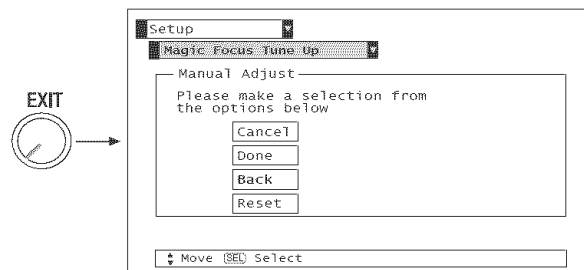 Setup
Magic Focus Tune Up
Manual Adjust
EXIT
Please make a selection from
the options below
Cancel
Done
Back
Reset
Move SEL Select